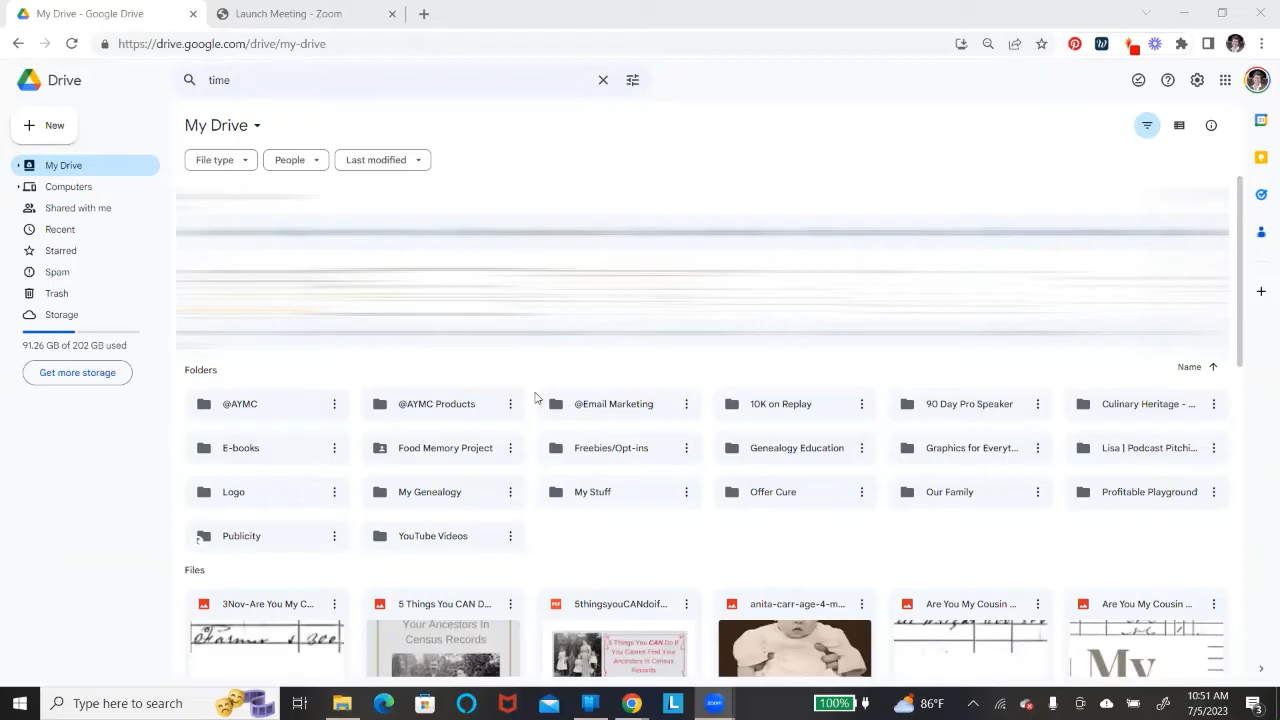 My Drive - Google Drive
Launch Meeting - Zoom
https://drive.google.com/drive/my-drive
Drive
time
New
My Drive
File type
People
Last modified
My Drive
Computers
Shared with me
Recent
Starred
Spam
Trash
Storage
91.26 GB of 202 GB used
Get more storage
Folders
Name
@AYMC
@AYMC Products
@Email Marketing
10K on Replay
90 Day Pro Speaker
Culinary Heritage - ...
E-books
Food Memory Project
Freebies/Opt-ins
Genealogy Education
Graphics for Everyt...
Lisa | Podcast Pitchi...
Logo
My Genealogy
My Stuff
Offer Cure
Our Family
Profitable Playground
Publicity
YouTube Videos
Files
3Nov-Are You My C...
5 Things You CAN D...
5thingsyouCANdoif...
anita-carr-age-4-m...
Are You My Cousin ...
Are You My Cousin ...
Your Ancestors In
Census Records
5 Things You CAN Do If
You Cannot Find Your
Ancestors In Census
Records
My
Type here to search
100%
86°F
10:51 AM
7/5/2023
3